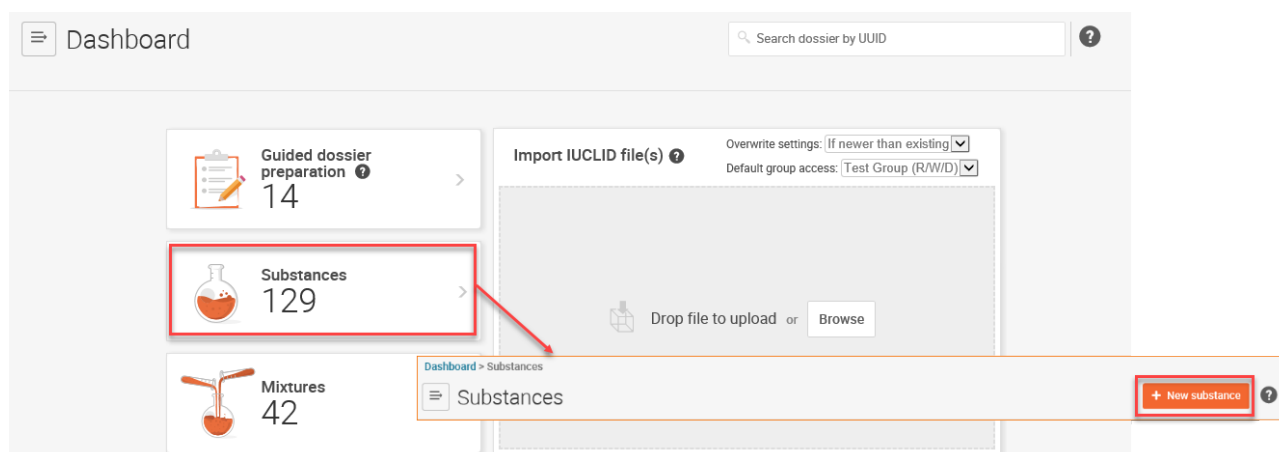 Dashboard
Search dossier by UUID
Guided dossier
preparation
14
Substances
129
Mixtures
42
Import IUCLID file(s)
Overwrite settings: If newer than existing
Default group access: Test Group (R/W/D)
Drop file to upload or Browse
Dashboard > Substances
Substances
+ New substance